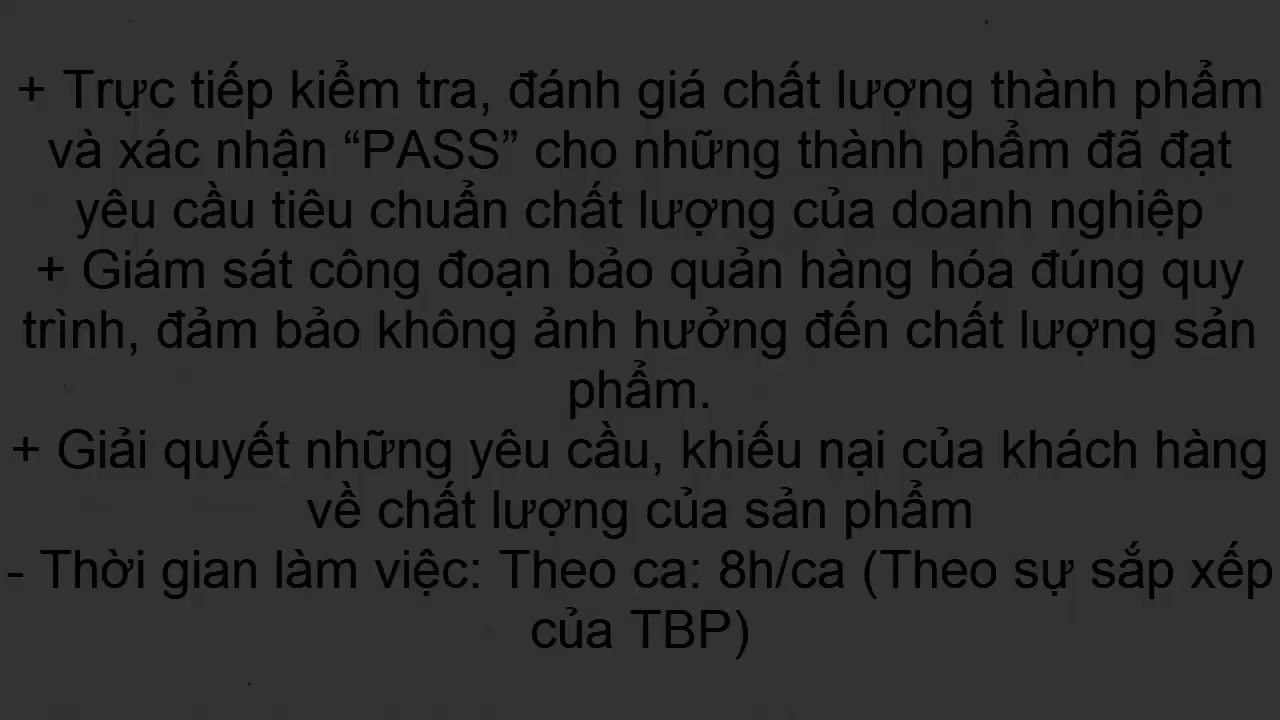 + Trực tiếp kiểm tra, đánh giá chất lượng thành phẩm
và xác nhận “PASS” cho những thành phẩm đã đạt
yêu cầu tiêu chuẩn chất lượng của doanh nghiệp
+ Giám sát công đoạn bảo quản hàng hóa đúng quy
trình, đảm bảo không ảnh hưởng đến chất lượng sản
phẩm.
+ Giải quyết những yêu cầu, khiếu nại của khách hàng
về chất lượng của sản phẩm
- Thời gian làm việc: Theo ca: 8h/ca (Theo sự sắp xếp
của TBP)